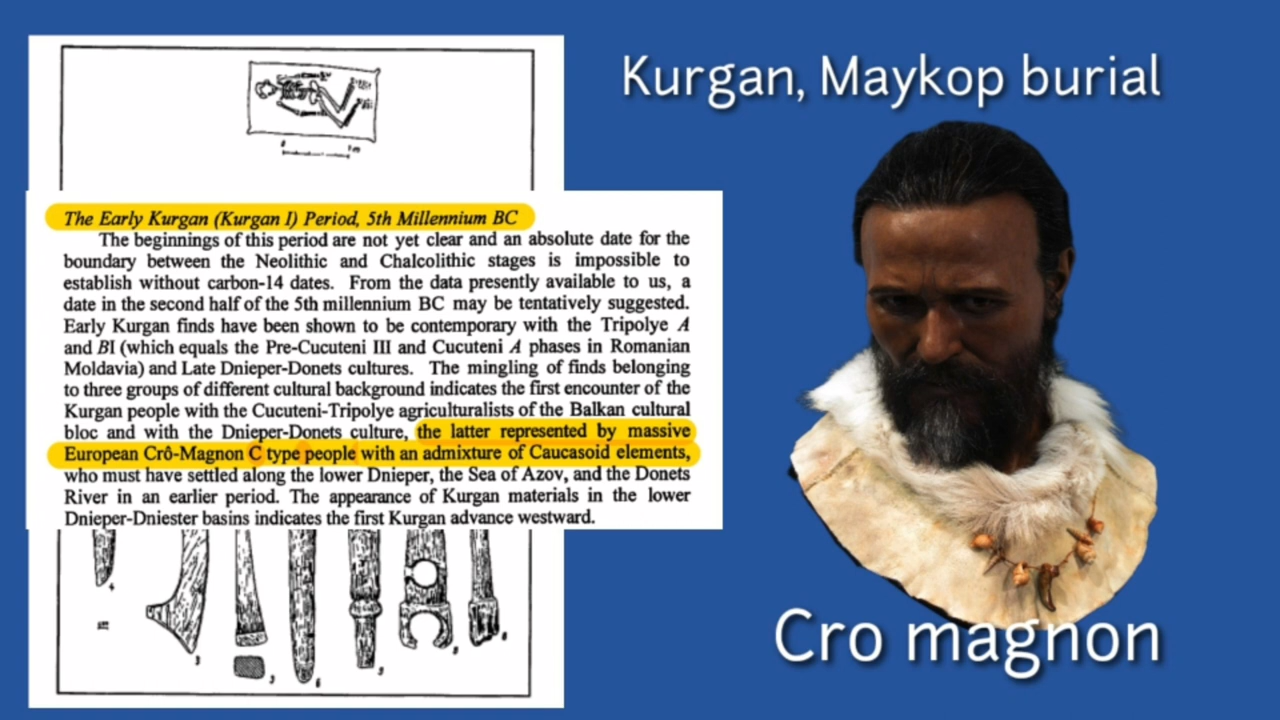 Kurgan, Maykop burial
The Early Kurgan (Kurgan I) Period, 5th Millennium BC
The beginnings of this period are not yet clear and an absolute date for the
boundary between the Neolithic and Chalcolithic stages is impossible to
establish without carbon-14 dates. From the data presently available to us, a
date in the second half of the 5th millennium BC may be tentatively suggested.
Early Kurgan finds have been shown to be contemporary with the Tripolye A
and BI (which equals the Pre-Cucuteni III and Cucuteni A phases in Romanian
Moldavia) and Late Dnieper-Donets cultures. The mingling of finds belonging
to three groups of different cultural background indicates the first encounter of the
Kurgan people with the Cucuteni-Tripolye agriculturalists of the Balkan cultural
bloc and with the Dnieper-Donets culture, the latter represented by massive
European Crô-Magnon C type people with an admixture of Caucasoid elements,
who must have settled along the lower Dnieper, the Sea of Azov, and the Donets
River in an earlier period. The appearance of Kurgan materials in the lower
Dnieper-Dniester basins indicates the first Kurgan advance westward.
Cro magnon